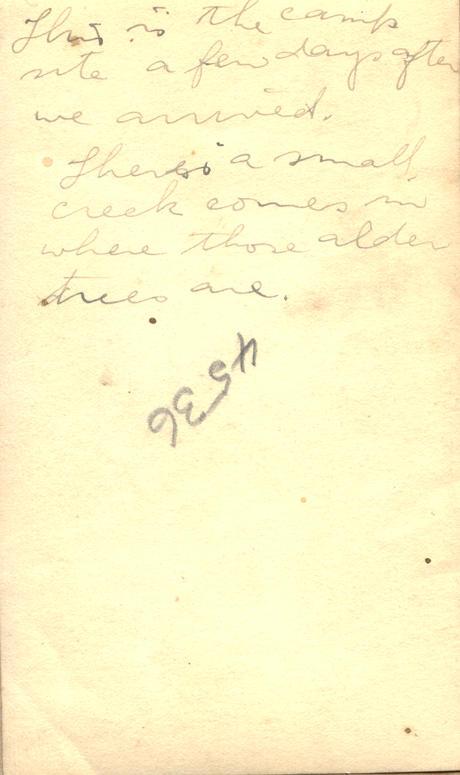 This is the camp
site a few days after
we arrived.
There's a small
creek comes in
where those alder
trees are.
4536